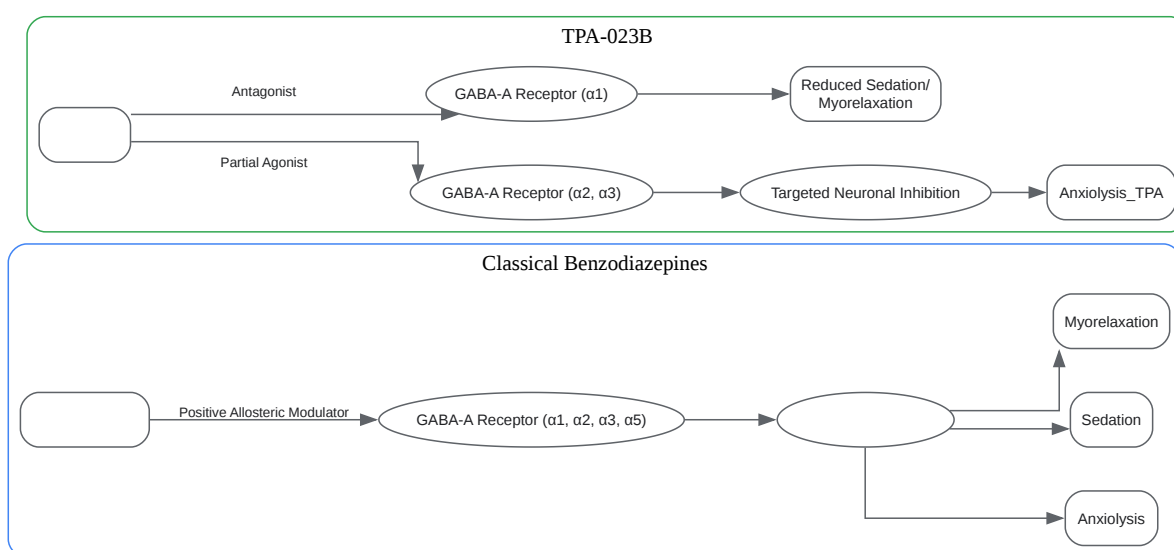 TPA-023B
Antagonist
GABA-A Receptor (α1)
Reduced Sedation/
Myorelaxation
Partial Agonist
GABA-A Receptor (α2, α3)
Targeted Neuronal Inhibition
Anxiolysis_TPA
Classical Benzodiazepines
Myorelaxation
Positive Allosteric Modulator
GABA-A Receptor (α1, α2, α3, α5)
Sedation
Anxiolysis